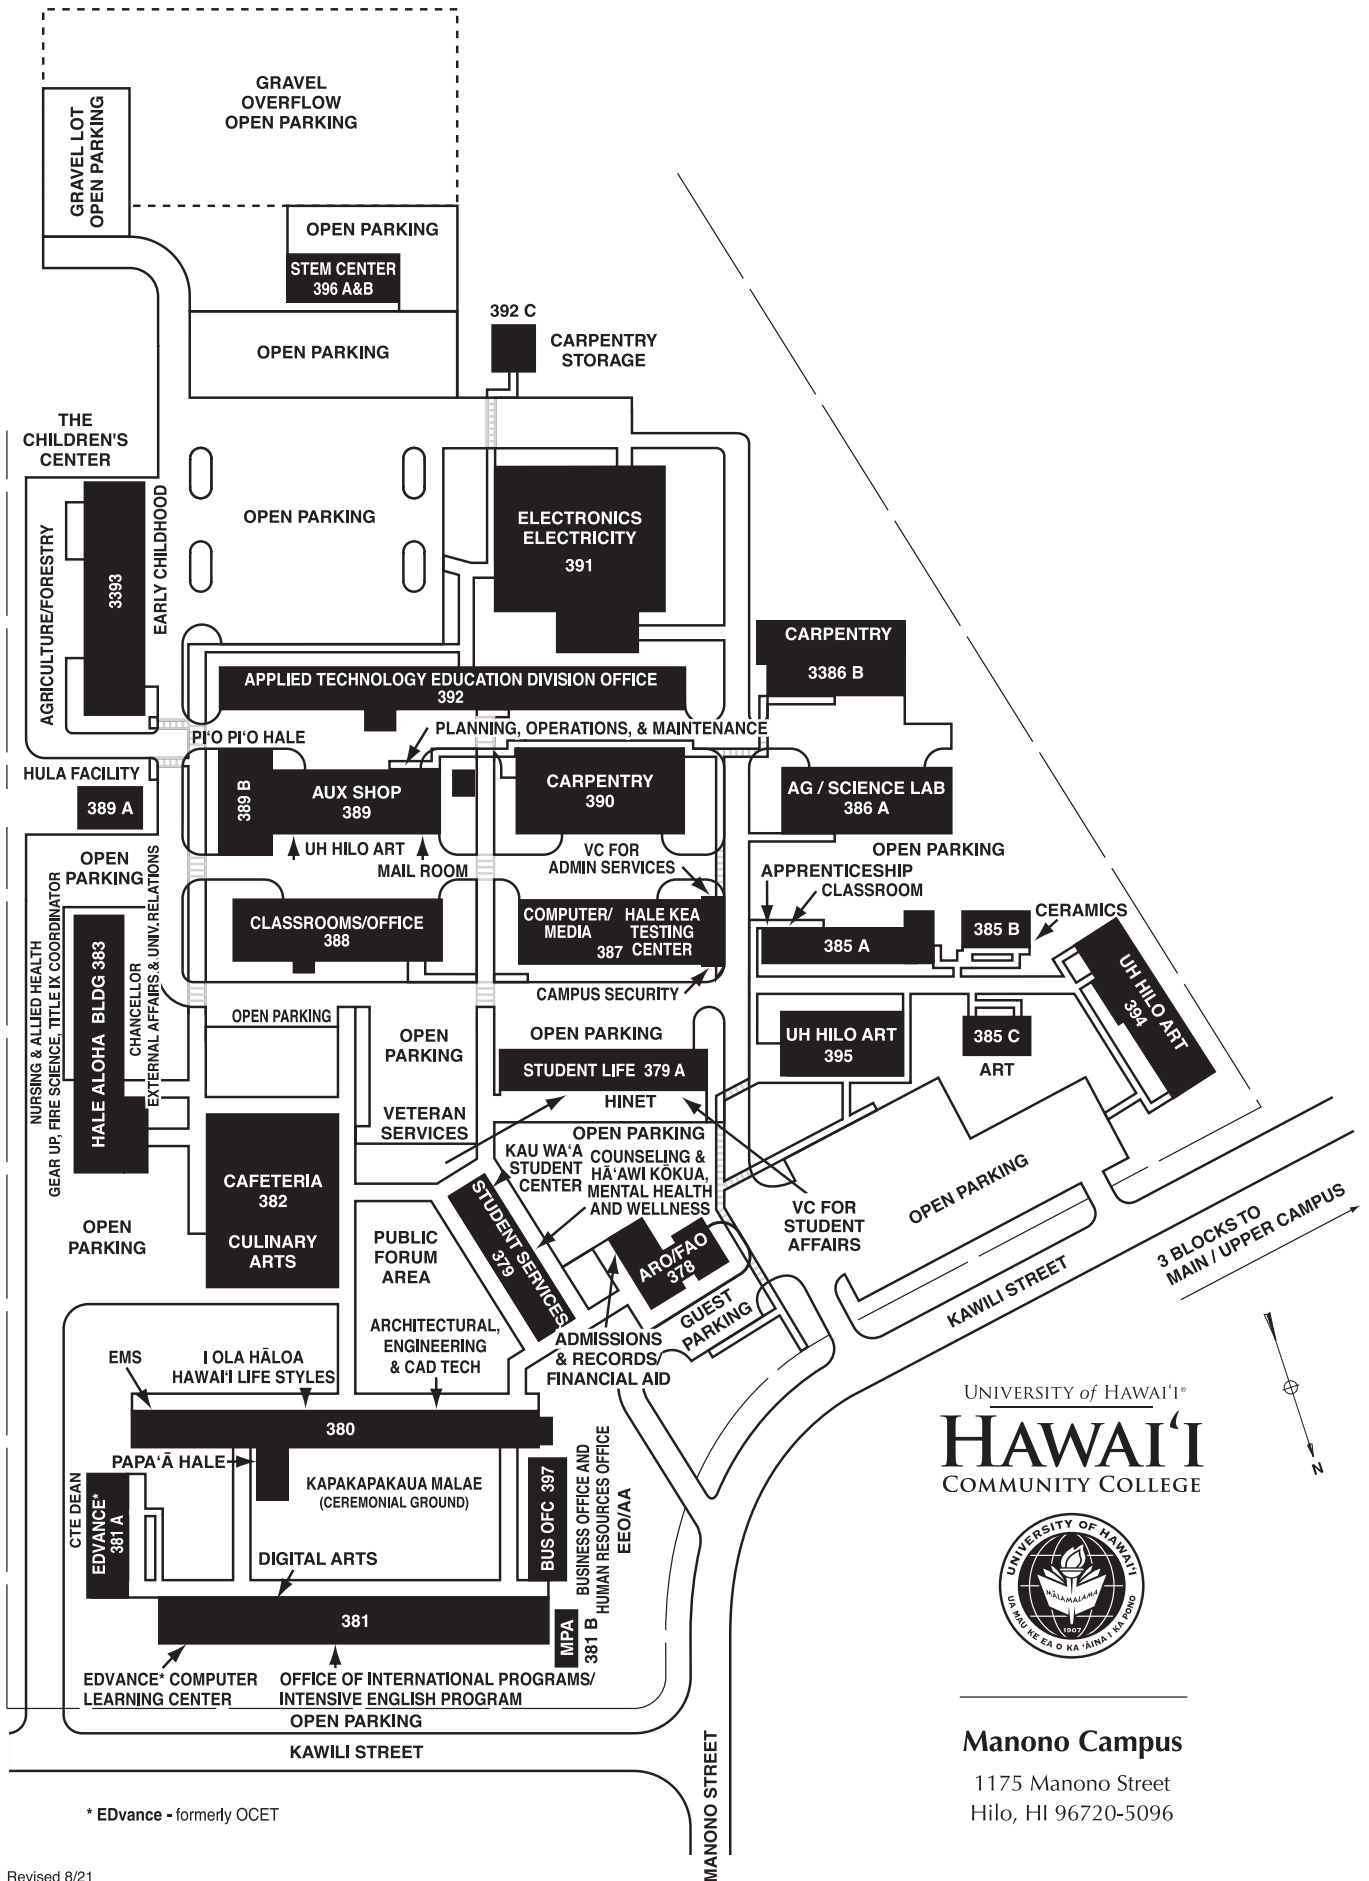 GRAVEL
OVERFLOW
OPEN PARKING
GRAVEL LOT
OPEN PARKING
OPEN PARKING
STEM CENTER
396 A&B
392 C
CARPENTRY
STORAGE
OPEN PARKING
THE
CHILDREN'S
CENTER
OPEN PARKING
ELECTRONICS
ELECTRICITY
391
AGRICULTURE/FORESTRY
3393
EARLY CHILDHOOD
CARPENTRY
3386 B
APPLIED TECHNOLOGY EDUCATION DIVISION OFFICE
392
PLANNING, OPERATIONS, & MAINTENANCE
PI‘O PI‘O HALE
HULA FACILITY
389 A
389 B
AUX SHOP
389
CARPENTRY
390
AG / SCIENCE LAB
386 A
UH HILO ART
MAIL ROOM
VC FOR
ADMIN SERVICES
OPEN PARKING
OPEN
PARKING
APPRENTICESHIP
CLASSROOM
CLASSROOMS/OFFICE
388
COMPUTER/
MEDIA
HALE KEA
TESTING
CENTER
387
385 A
385 B
CERAMICS
UH HILO ART
394
NURSING & ALLIED HEALTH
GEAR UP, FIRE SCIENCE, TITLE IX COORDINATOR
HALE ALOHA BLDG 383
CHANCELLOR
EXTERNAL AFFAIRS & UNIV. RELATIONS
CAMPUS SECURITY
OPEN PARKING
OPEN
PARKING
OPEN PARKING
UH HILO ART
395
385 C
ART
STUDENT LIFE 379 A
HINET
VETERAN
SERVICES
OPEN PARKING
KAU WA‘A
STUDENT
CENTER
COUNSELING &
HĀ‘AWI KŌKUA,
MENTAL HEALTH
AND WELLNESS
CAFETERIA
382
CULINARY
ARTS
OPEN
PARKING
STUDENT SERVICES
379
PUBLIC
FORUM
AREA
VC FOR
STUDENT
AFFAIRS
OPEN PARKING
ARO/FAO
378
GUEST
PARKING
KAWILI STREET
3 BLOCKS TO
MAIN / UPPER CAMPUS
ADMISSIONS
& RECORDS/
FINANCIAL AID
ARCHITECTURAL,
ENGINEERING
& CAD TECH
EMS
I OLA HĀLOA
HAWAI‘I LIFE STYLES
380
PAPA‘Ā HALE
KAPAKAPAKAUA MALAE
(CEREMONIAL GROUND)
CTE DEAN
EDVANCE*
381 A
BUS OFC 397
BUSINESS OFFICE AND
HUMAN RESOURCES OFFICE
EEO/AA
DIGITAL ARTS
381
MPA
381 B
EDVANCE* COMPUTER
LEARNING CENTER
OFFICE OF INTERNATIONAL PROGRAMS/
INTENSIVE ENGLISH PROGRAM
OPEN PARKING
KAWILI STREET
MANONO STREET
N
UNIVERSITY of HAWAI‘I®
HAWAI‘I
COMMUNITY COLLEGE
UNIVERSITY OF HAWAI‘I
MĀLAMALAMA
1907
UA MAU KE EA O KA ‘ĀINA I KA PONO
Manono Campus
1175 Manono Street
Hilo, HI 96720-5096
* EDvance - formerly OCET
Revised 8/21